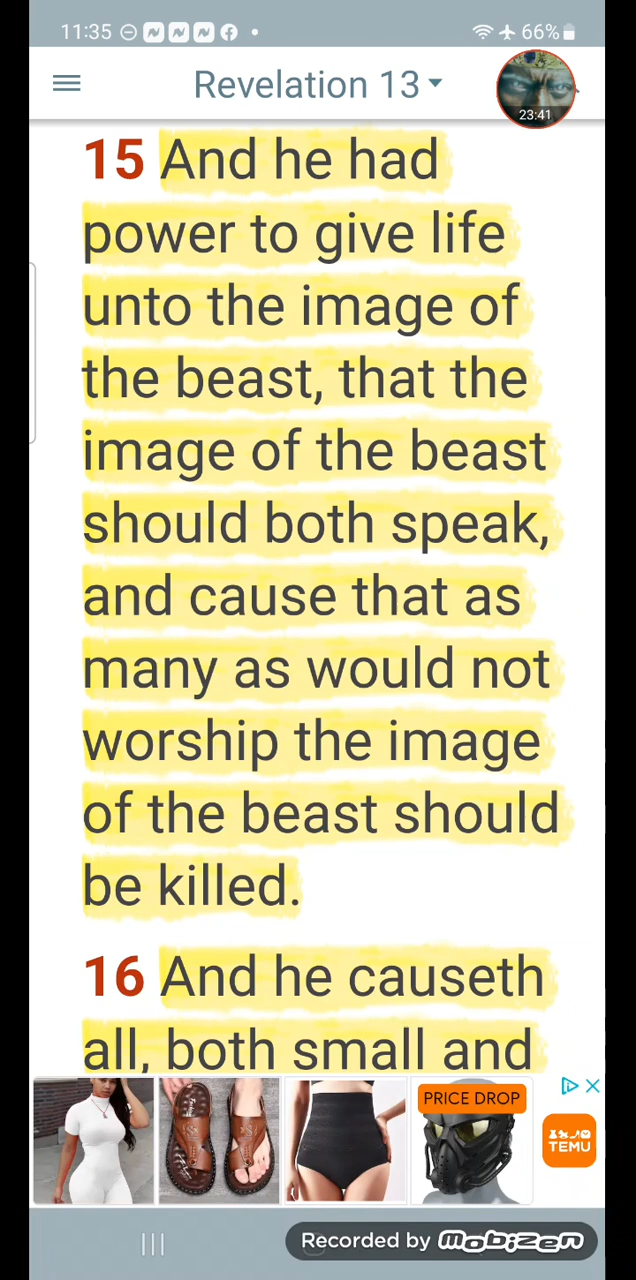 11:35
66%
Revelation 13
23:41
15 And he had
power to give life
unto the image of
the beast, that the
image of the beast
should both speak,
and cause that as
many as would not
worship the image
of the beast should
be killed.
16 And he causeth
all, both small and
PRICE DROP
TEMU
Recorded by mobizen